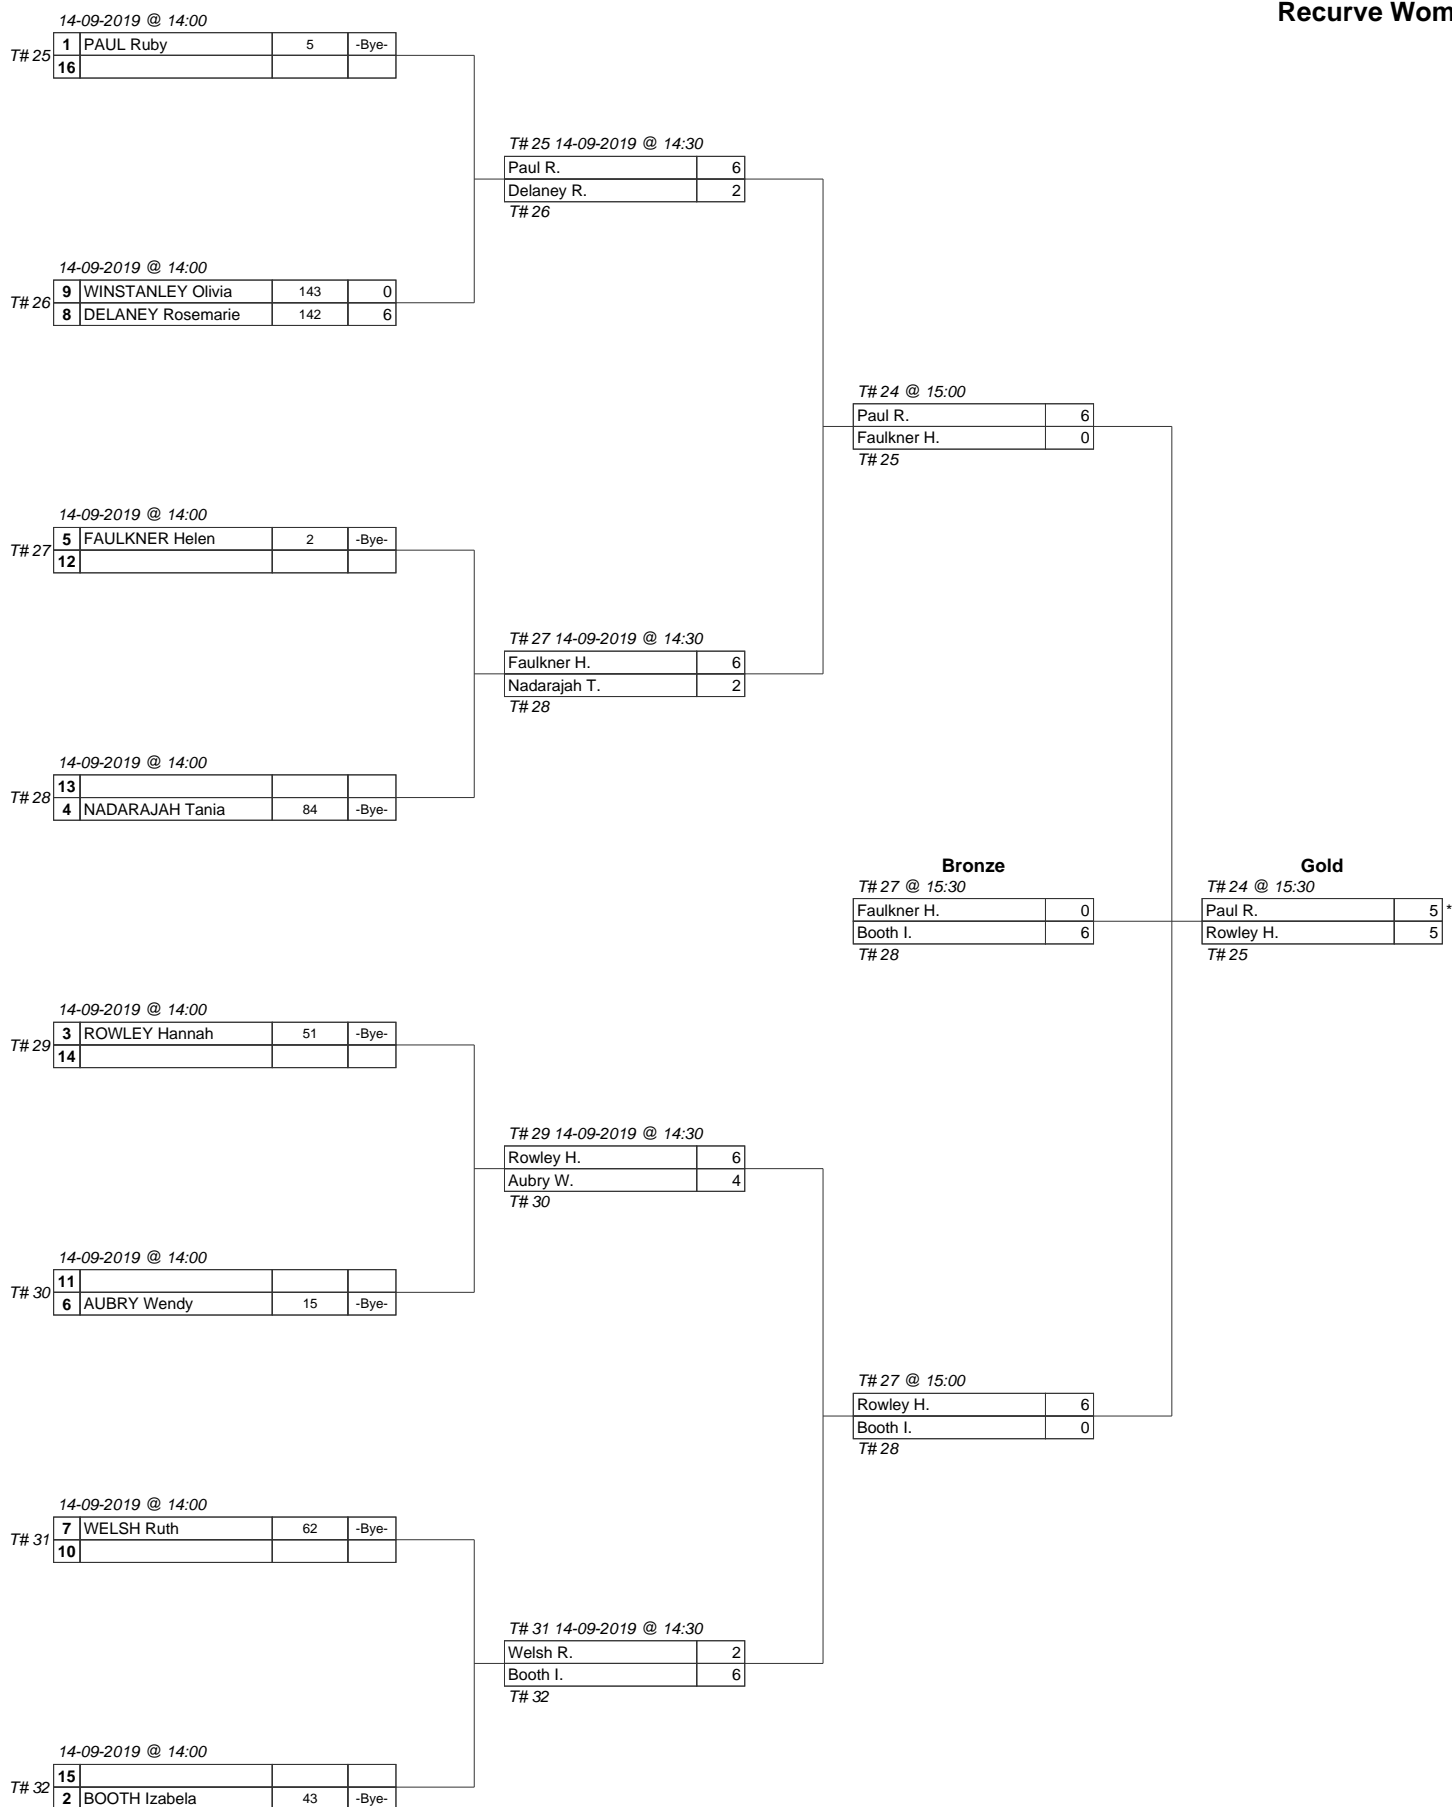 Recurve Wom
14-09-2019 @ 14:00
T# 25
1 PAUL Ruby 5 -Bye-
16
T# 25 14-09-2019 @ 14:30
Paul R. 6
Delaney R. 2
T# 26
14-09-2019 @ 14:00
T# 26
9 WINSTANLEY Olivia 143 0
8 DELANEY Rosemarie 142 6
T# 24 @ 15:00
Paul R. 6
Faulkner H. 0
T# 25
14-09-2019 @ 14:00
T# 27
5 FAULKNER Helen 2 -Bye-
12
T# 27 14-09-2019 @ 14:30
Faulkner H. 6
Nadarajah T. 2
T# 28
14-09-2019 @ 14:00
T# 28
13
4 NADARAJAH Tania 84 -Bye-
Bronze
T# 27 @ 15:30
Faulkner H. 0
Booth I. 6
T# 28
Gold
T# 24 @ 15:30
Paul R. 5 *
Rowley H. 5
T# 25
14-09-2019 @ 14:00
T# 29
3 ROWLEY Hannah 51 -Bye-
14
T# 29 14-09-2019 @ 14:30
Rowley H. 6
Aubry W. 4
T# 30
14-09-2019 @ 14:00
T# 30
11
6 AUBRY Wendy 15 -Bye-
T# 27 @ 15:00
Rowley H. 6
Booth I. 0
T# 28
14-09-2019 @ 14:00
T# 31
7 WELSH Ruth 62 -Bye-
10
T# 31 14-09-2019 @ 14:30
Welsh R. 2
Booth I. 6
T# 32
14-09-2019 @ 14:00
T# 32
15
2 BOOTH Izabela 43 -Bye-